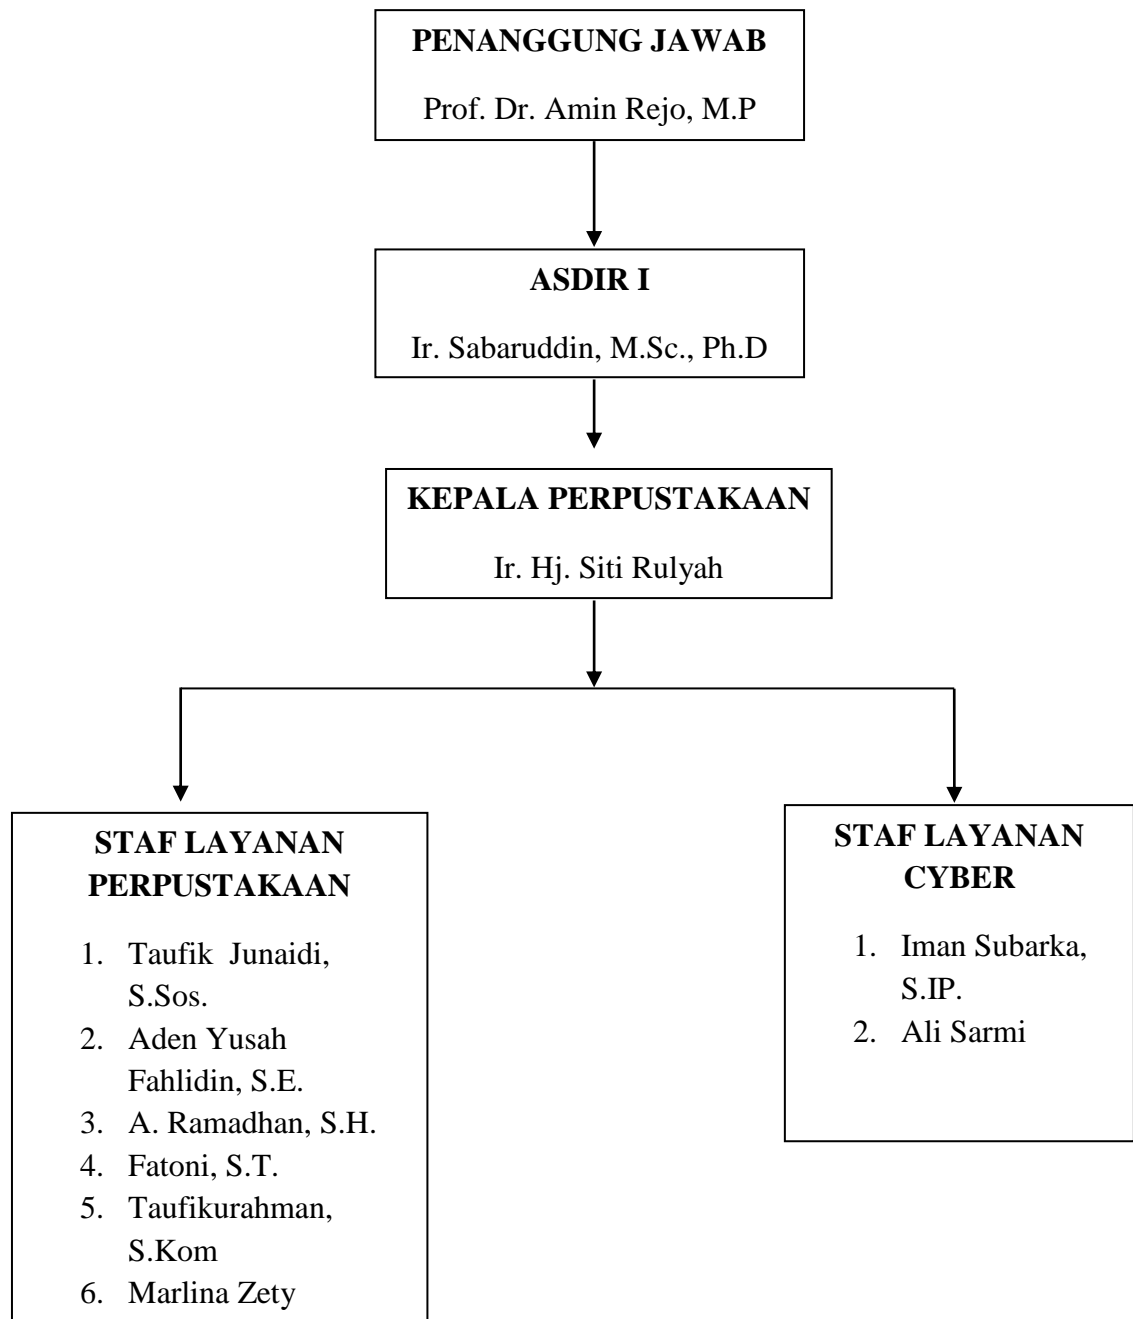 PENANGGUNG JAWAB
Prof. Dr. Amin Rejo, M.P
ASDIR I
Ir. Sabaruddin, M.Sc., Ph.D
KEPALA PERPUSTAKAAN
Ir. Hj. Siti Rulyah
STAF LAYANAN
PERPUSTAKAAN
1. Taufik Junaidi,
S.Sos.
2. Aden Yusah
Fahlidin, S.E.
3. A. Ramadhan, S.H.
4. Fatoni, S.T.
5. Taufikurahman,
S.Kom
6. Marlina Zety
STAF LAYANAN
CYBER
1. Iman Subarka,
S.IP.
2. Ali Sarmi